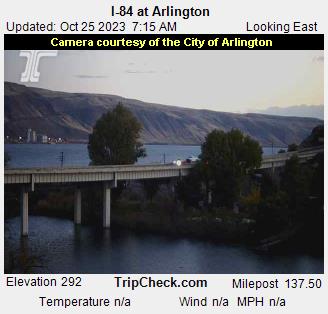 I-84 at Arlington
Updated: Oct 25 2023 7:15 AM Looking East
Camera courtesy of the City of Arlington
Elevation 292 TripCheck.com Milepost 137.50
Temperature n/a Wind n/a MPH n/a